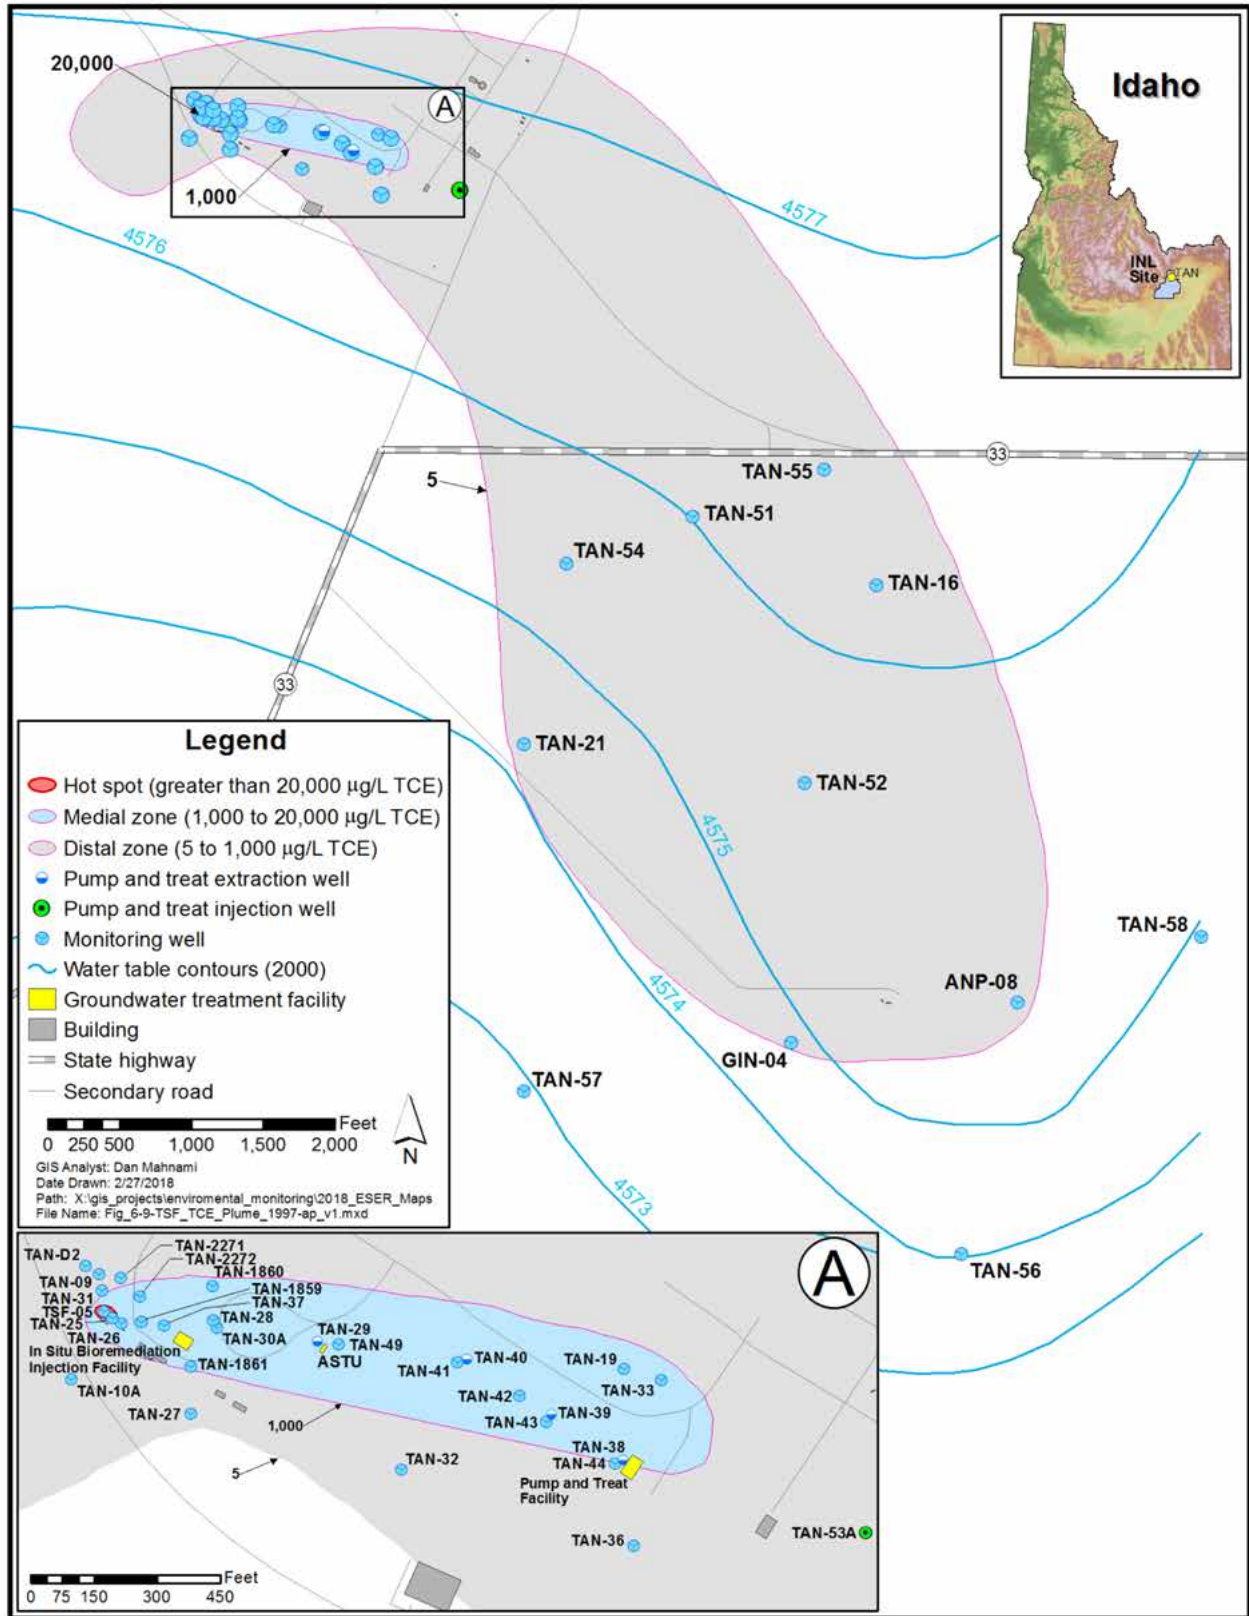 20,000
A
1,000
4576
4577
Idaho
INL
Site
TAN
33
5
TAN-55
TAN-51
TAN-54
TAN-16
33
TAN-21
TAN-52
4575
TAN-58
ANP-08
4574
GIN-04
TAN-57
4573
TAN-56
Legend
Hot spot (greater than 20,000 µg/L TCE)
Medial zone (1,000 to 20,000 µg/L TCE)
Distal zone (5 to 1,000 µg/L TCE)
Pump and treat extraction well
Pump and treat injection well
Monitoring well
Water table contours (2000)
Groundwater treatment facility
Building
State highway
Secondary road
Feet
0 250 500 1,000 1,500 2,000
N
GIS Analyst: Dan Mahnami
Date Drawn: 2/27/2018
Path: X:\gis_projects\enviromental_monitoring\2018_ESER_Maps
File Name: Fig_6-9-TSF_TCE_Plume_1997-ap_v1.mxd
A
TAN-D2
TAN-2271
TAN-2272
TAN-09
TAN-1860
TAN-31
TAN-1859
TSF-05
TAN-37
TAN-25
TAN-28
TAN-26
TAN-30A
TAN-29
TAN-49
In Situ Bioremediation
Injection Facility
ASTU
TAN-1861
TAN-41
TAN-40
TAN-19
TAN-33
TAN-10A
TAN-42
TAN-27
TAN-39
TAN-43
1,000
TAN-38
TAN-32
TAN-44
5
Pump and Treat
Facility
TAN-36
TAN-53A
Feet
0 75 150 300 450